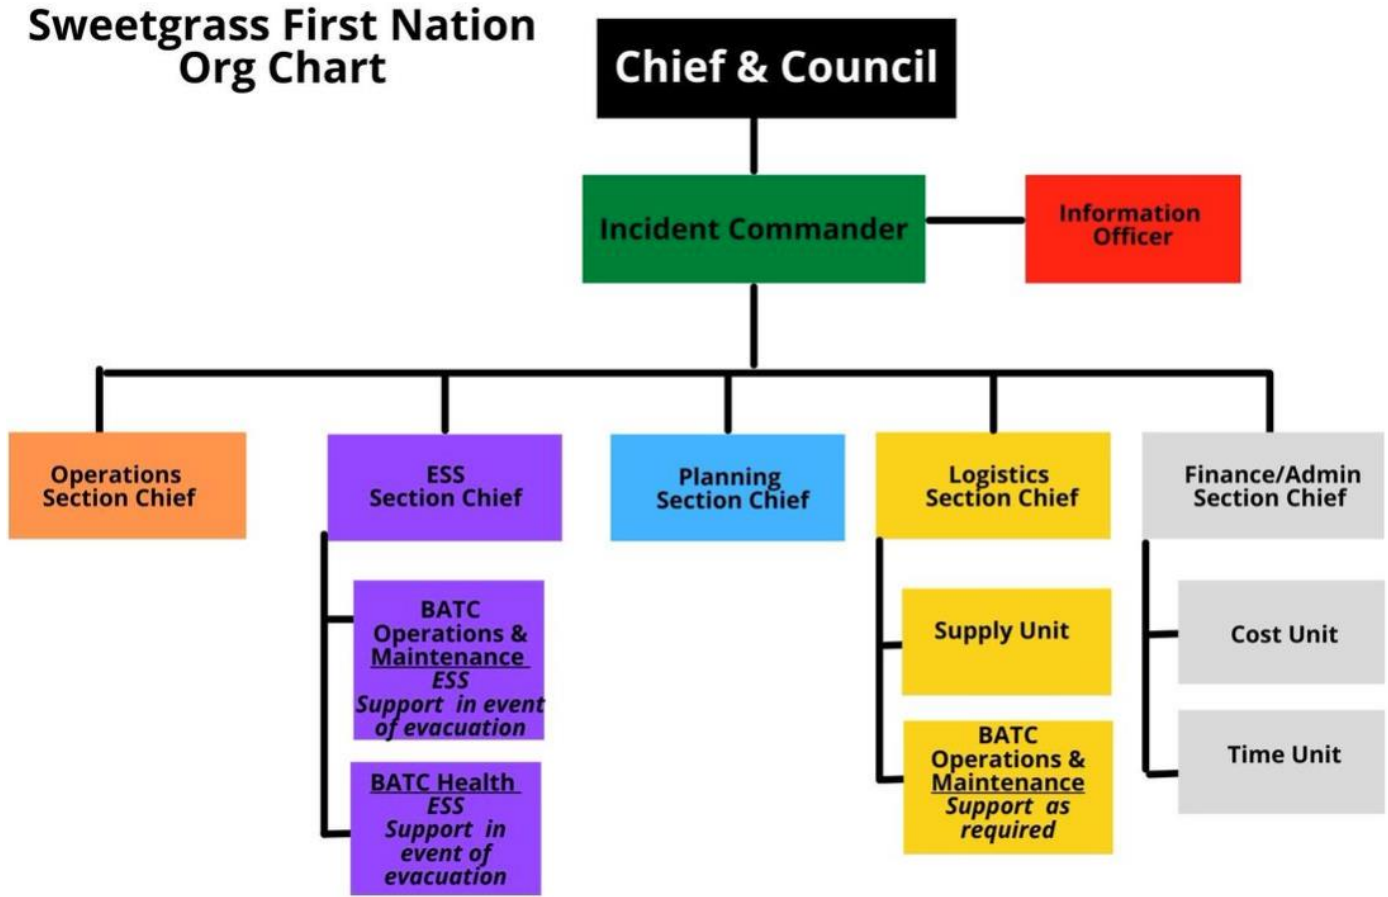 Sweetgrass First Nation
Org Chart
Chief & Council
Incident Commander
Information
Officer
Operations
Section Chief
ESS
Section Chief
Planning
Section Chief
Logistics
Section Chief
Finance/Admin
Section Chief
BATC
Operations &
Maintenance
ESS
Support in event
of evacuation
BATC Health
ESS
Support in
event of
evacuation
Supply Unit
BATC
Operations &
Maintenance
Support as
required
Cost Unit
Time Unit